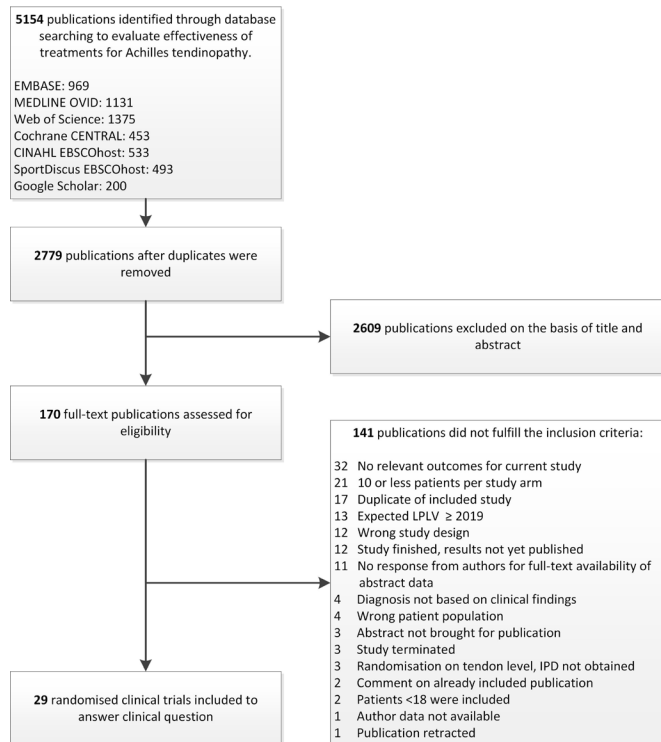 5154 publications identified through database
searching to evaluate effectiveness of
treatments for Achilles tendinopathy.
EMBASE: 969
MEDLINE OVID: 1131
Web of Science: 1375
Cochrane CENTRAL: 453
CINAHL EBSCOhost: 533
SportDiscus EBSCOhost: 493
Google Scholar: 200
2779 publications after duplicates were
removed
2609 publications excluded on the basis of title and
abstract
170 full-text publications assessed for
eligibility
141 publications did not fulfill the inclusion criteria:
32 No relevant outcomes for current study
21 10 or less patients per study arm
17 Duplicate of included study
13 Expected LPLV ≥ 2019
12 Wrong study design
12 Study finished, results not yet published
11 No response from authors for full-text availability of
abstract data
4 Diagnosis not based on clinical findings
4 Wrong patient population
3 Abstract not brought for publication
3 Study terminated
3 Randomisation on tendon level, IPD not obtained
2 Comment on already included publication
2 Patients <18 were included
1 Author data not available
1 Publication retracted
29 randomised clinical trials included to
answer clinical question